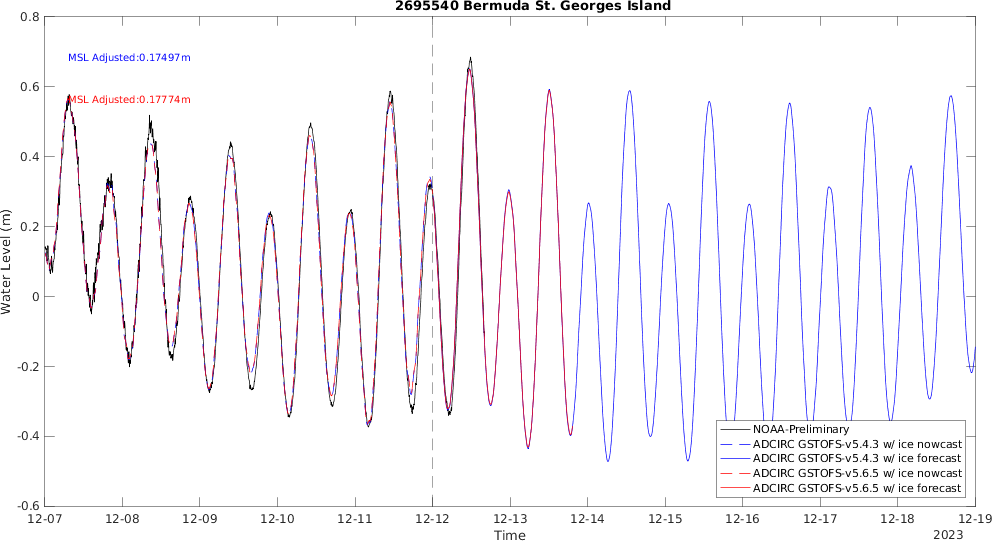 2695540 Bermuda St. Georges Island
MSL Adjusted:0.17497m
MSL Adjusted:0.17774m
Water Level (m)
0.8
0.6
0.4
0.2
0
-0.2
-0.4
-0.6
NOAA-Preliminary
ADCIRC GSTOFS-v5.4.3 w/ ice nowcast
ADCIRC GSTOFS-v5.4.3 w/ ice forecast
ADCIRC GSTOFS-v5.6.5 w/ ice nowcast
ADCIRC GSTOFS-v5.6.5 w/ ice forecast
12-07 12-08 12-09 12-10 12-11 12-12 12-13 12-14 12-15 12-16 12-17 12-18 12-19
Time
2023